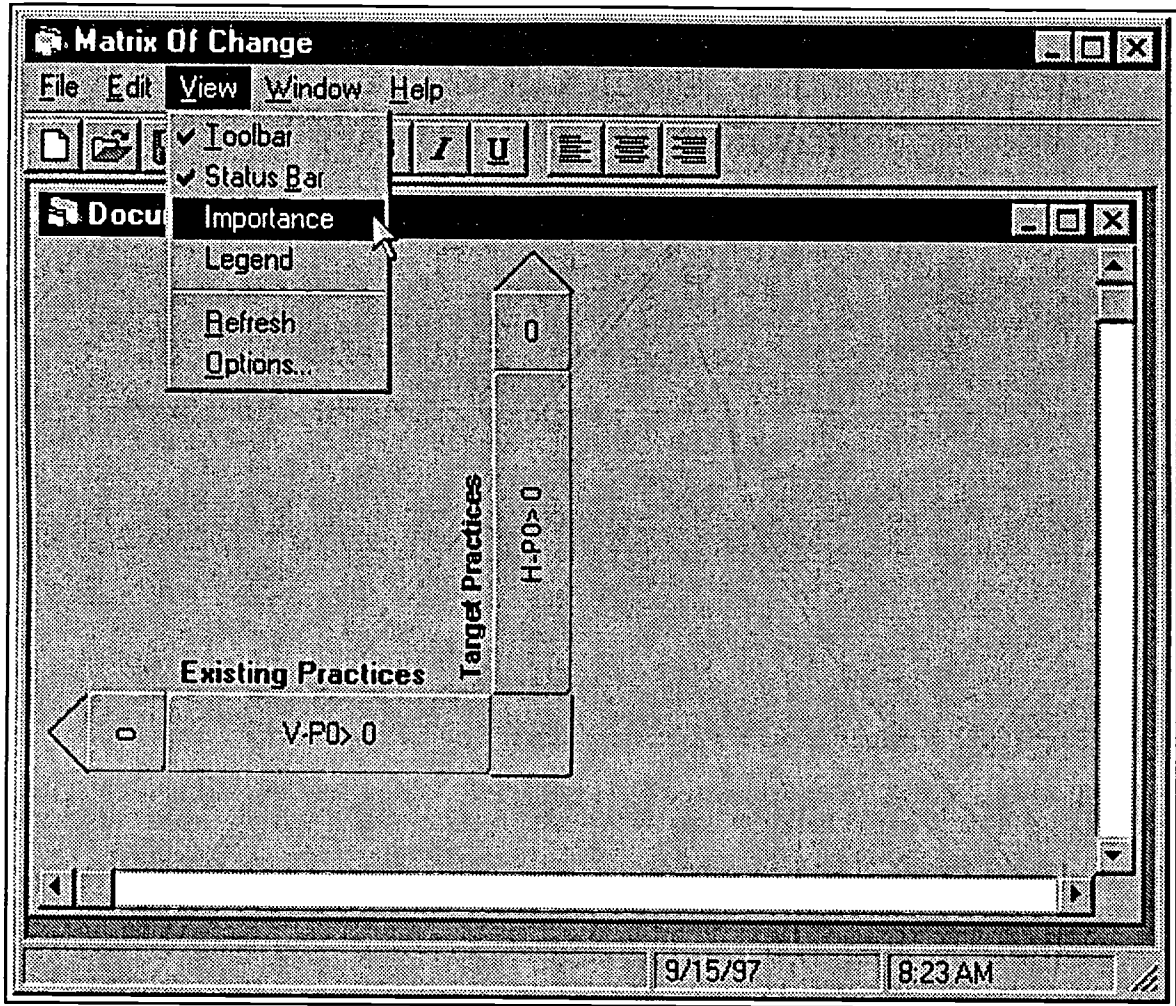 Matrix Of Change
File Edit View Window Help
I U
Toolbar
Status Bar
Docu
Importance
Legend
Refresh
Options...
0
H-P0> 0
Target Practices
Existing Practices
0
V-P0> 0
9/15/97
8:23 AM